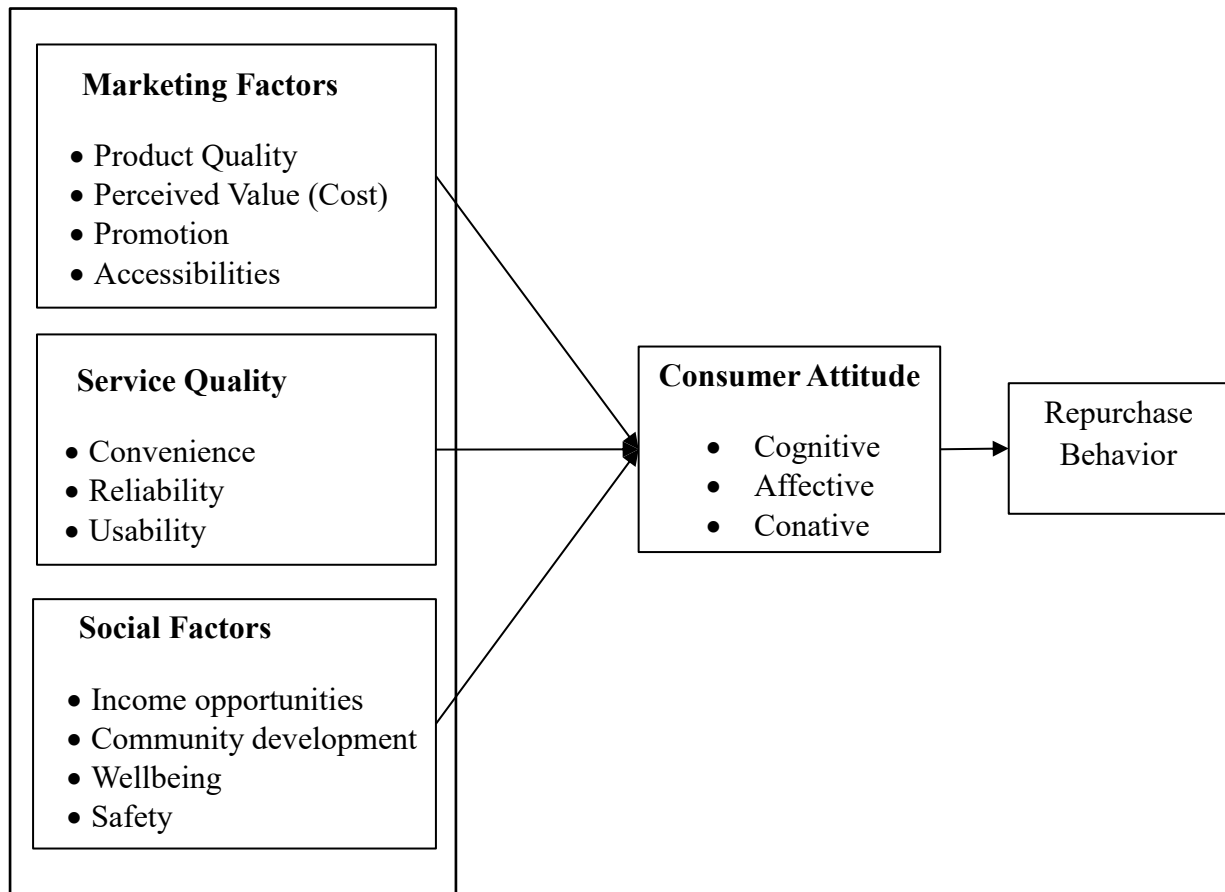 Marketing Factors
• Product Quality
• Perceived Value (Cost)
• Promotion
• Accessibilities
Service Quality
• Convenience
• Reliability
• Usability
Social Factors
• Income opportunities
• Community development
• Wellbeing
• Safety
Consumer Attitude
• Cognitive
• Affective
• Conative
Repurchase
Behavior